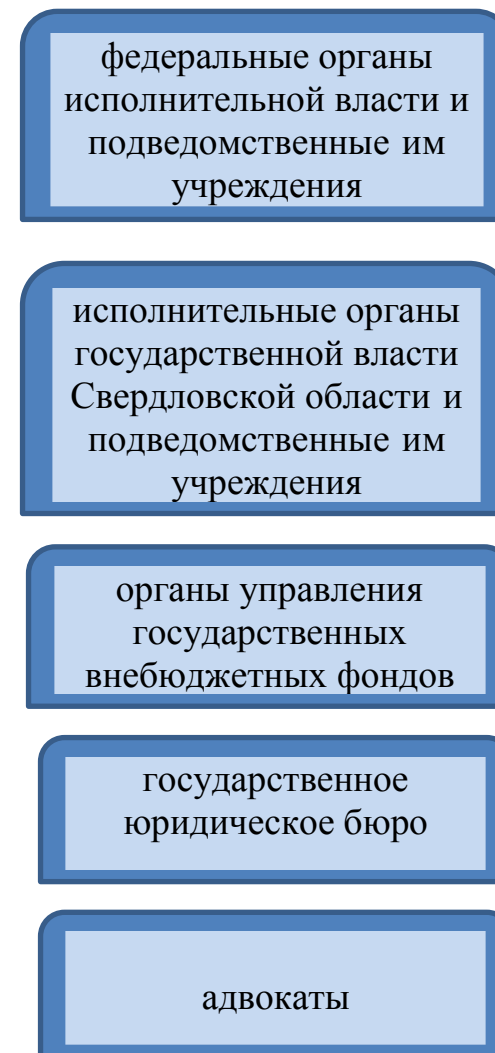 федеральные органы
исполнительной власти и
подведомственные им
учреждения
исполнительные органы
государственной власти
Свердловской области и
подведомственные им
учреждения
органы управления
государственных
внебюджетных фондов
государственное
юридическое бюро
адвокаты